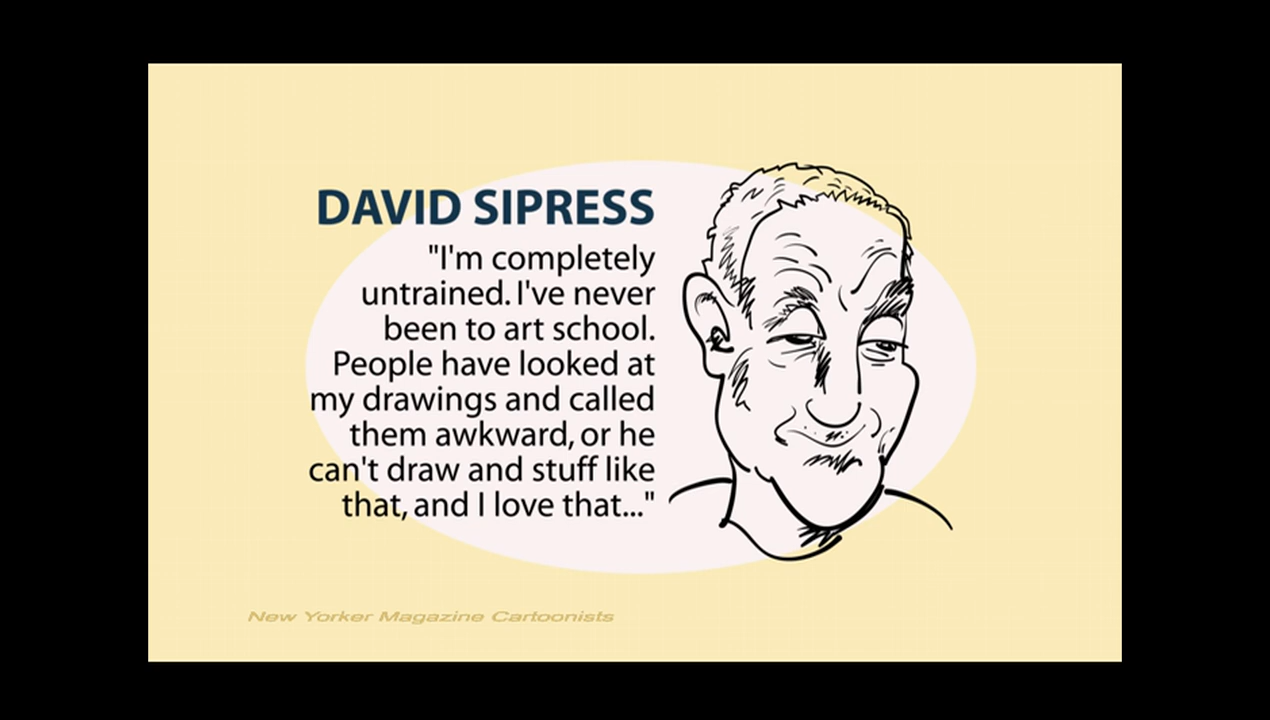 DAVID SIPRESS
"I'm completely
untrained. I've never
been to art school.
People have looked at
my drawings and called
them awkward, or he
can't draw and stuff like
that, and I love that..."
New Yorker Magazine Cartoonists